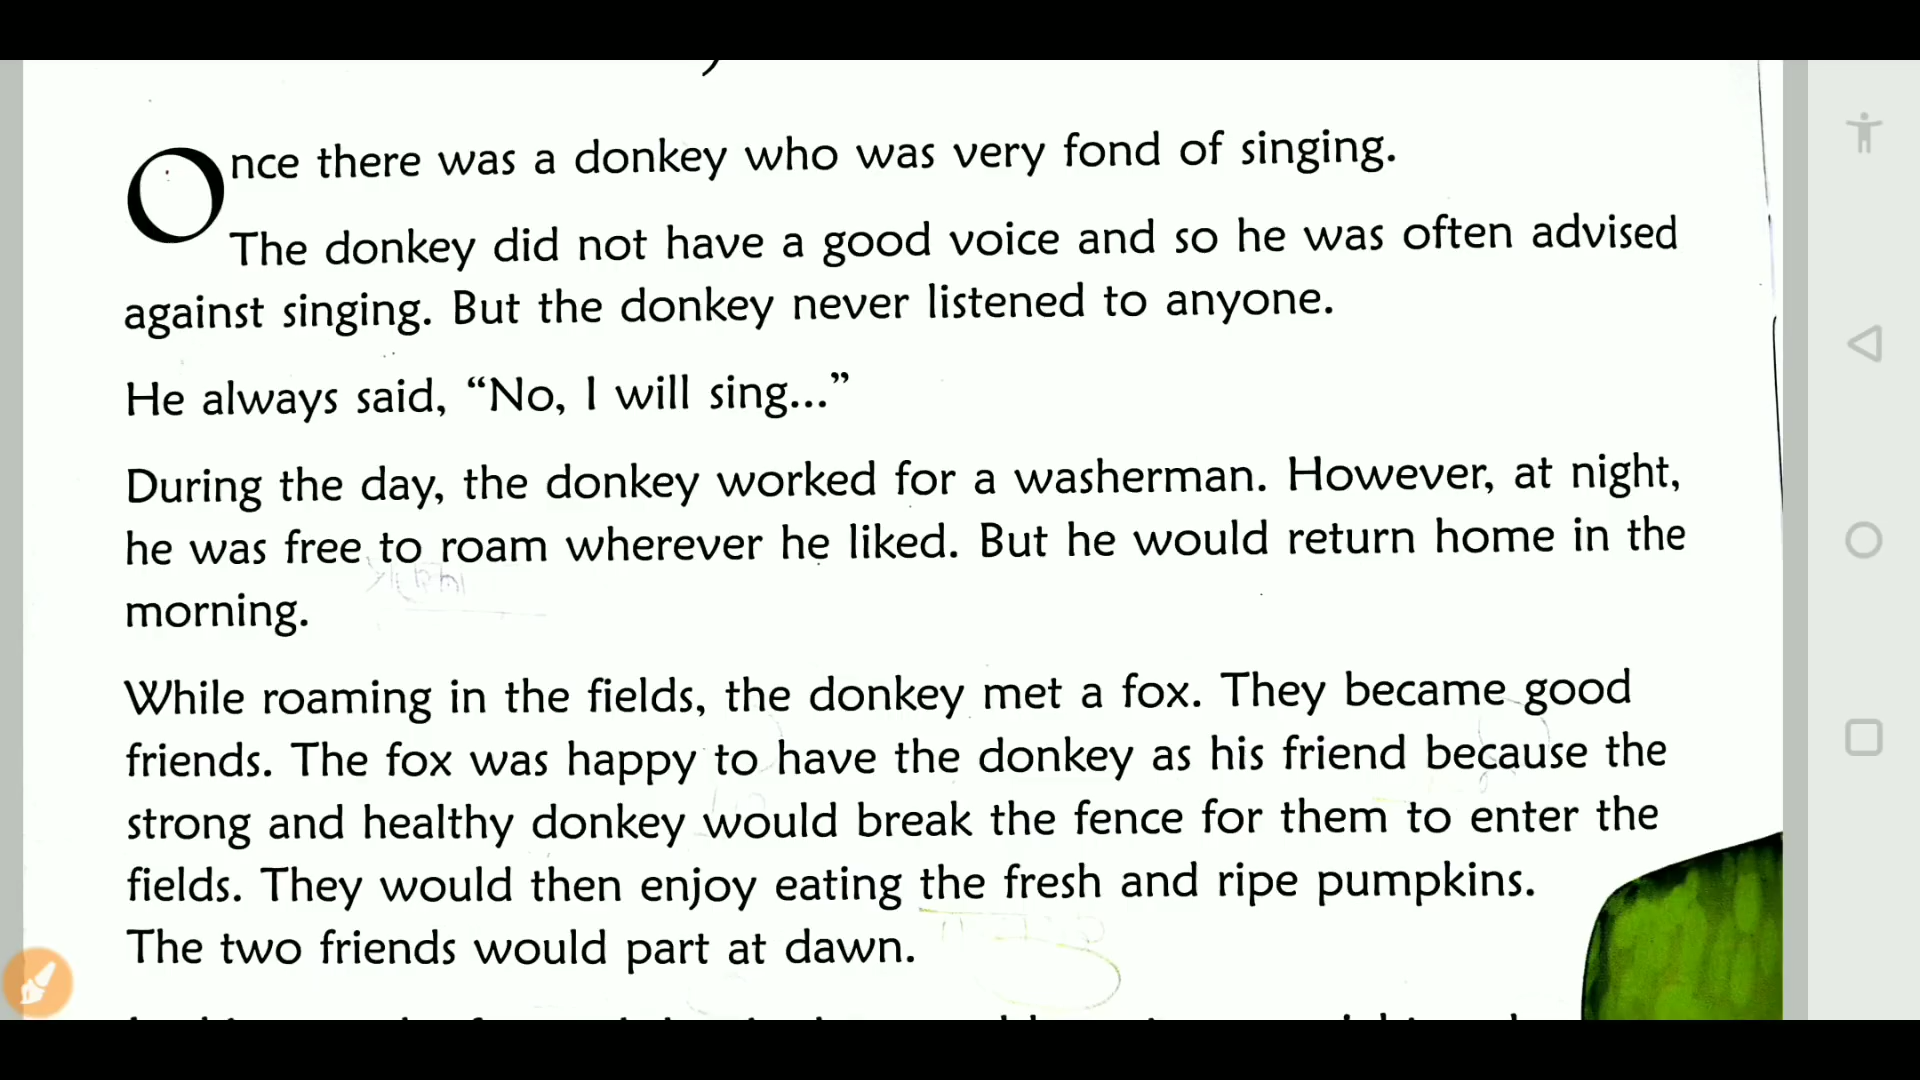 Once there was a donkey who was very fond of singing.
The donkey did not have a good voice and so he was often advised
against singing. But the donkey never listened to anyone.
He always said, “No, I will sing...”
During the day, the donkey worked for a washerman. However, at night,
he was free to roam wherever he liked. But he would return home in the
morning.
While roaming in the fields, the donkey met a fox. They became good
friends. The fox was happy to have the donkey as his friend because the
strong and healthy donkey would break the fence for them to enter the
fields. They would then enjoy eating the fresh and ripe pumpkins.
The two friends would part at dawn.